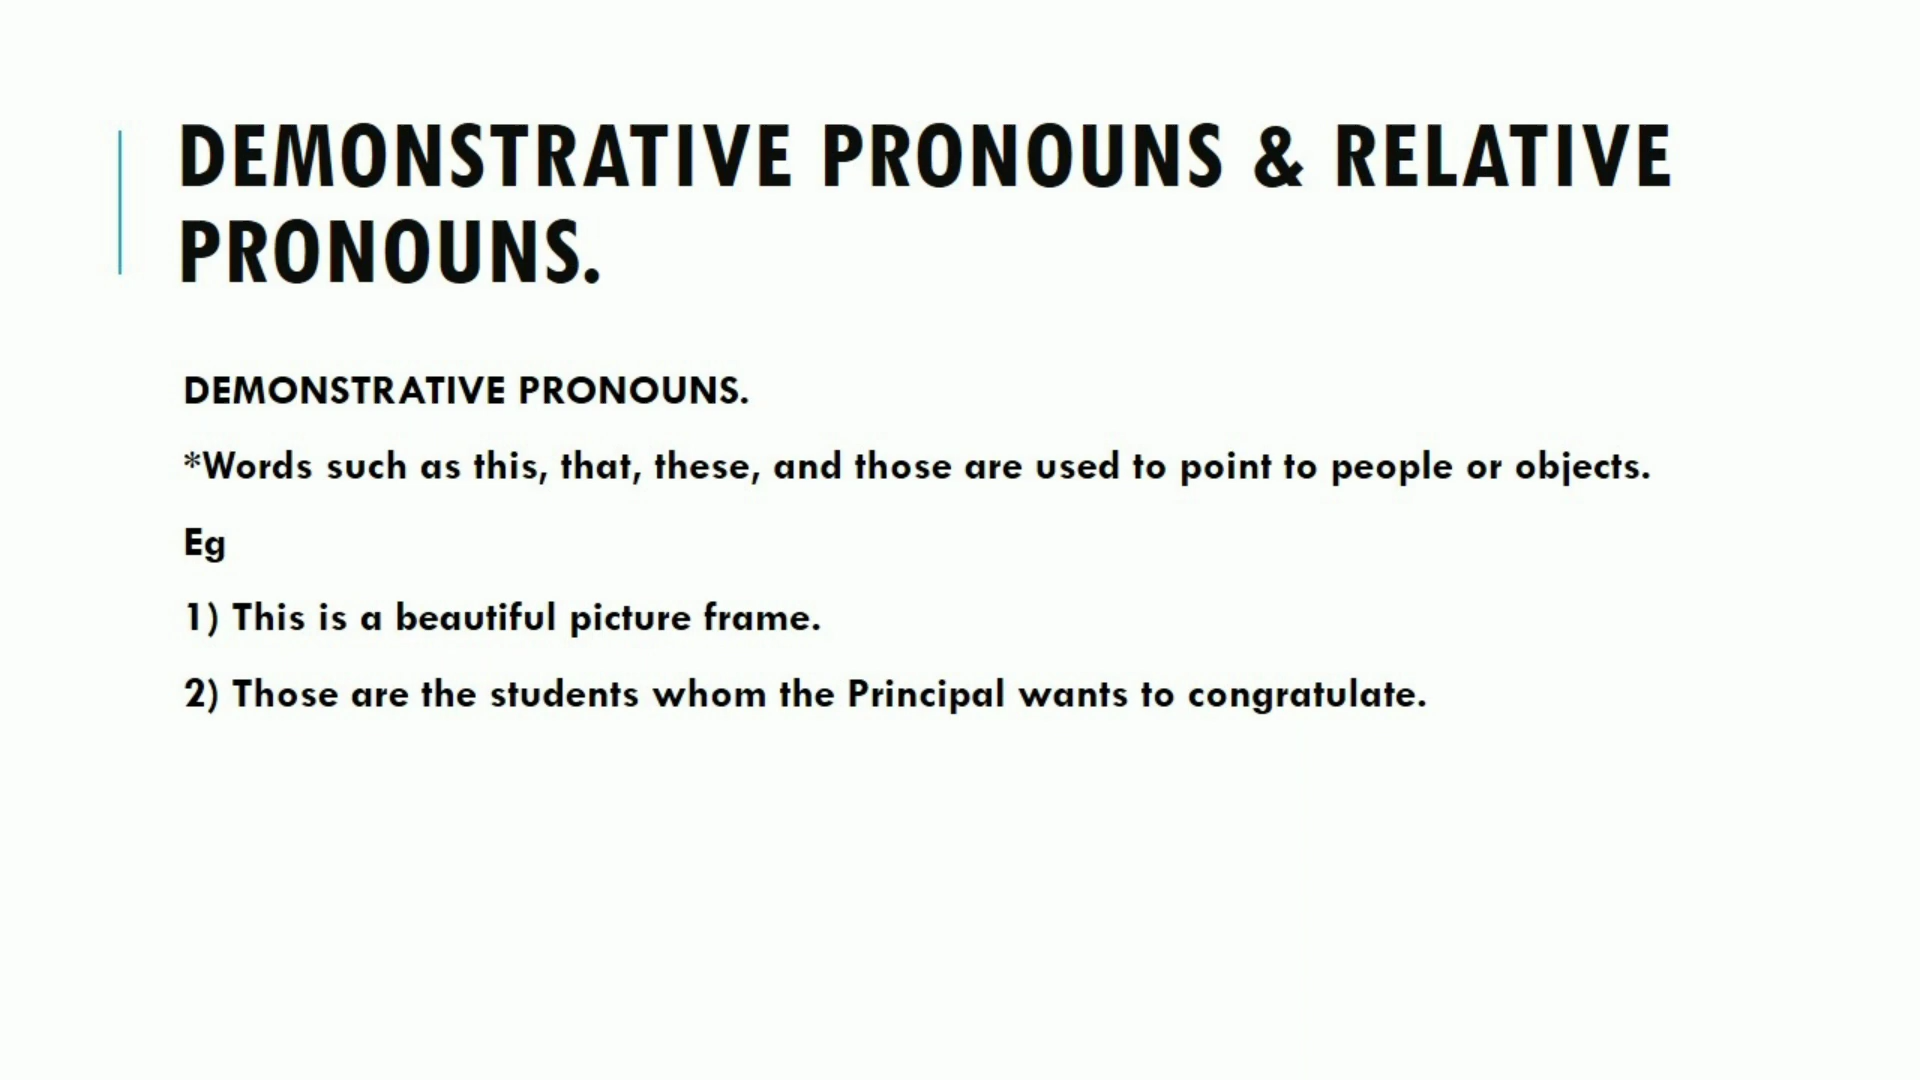 DEMONSTRATIVE PRONOUNS & RELATIVE
PRONOUNS.
DEMONSTRATIVE PRONOUNS.
*Words such as this, that, these, and those are used to point to people or objects.
Eg
1) This is a beautiful picture frame.
2) Those are the students whom the Principal wants to congratulate.